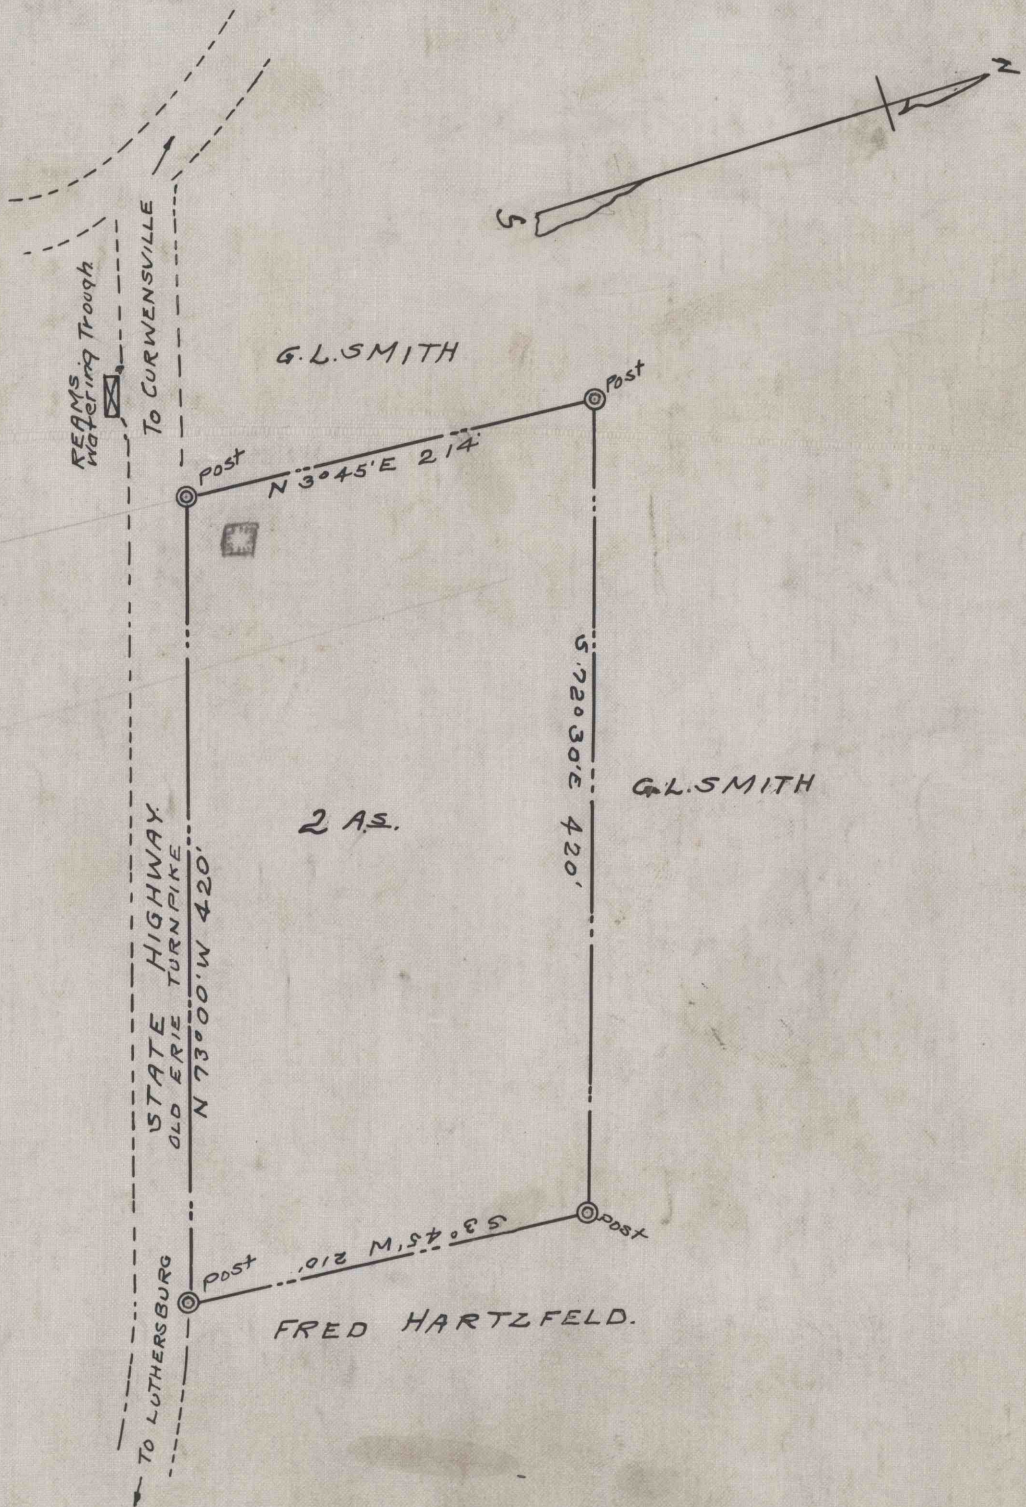 N
S
REAMS
Watering Trough
To CURWENSVILLE
G.L.SMITH
Post
post
N 3°45'E 214'
S.72°30'E 420'
G.L.SMITH
2 AS.
STATE HIGHWAY.
OLD ERIE TURNPIKE
N 73°00'W 420'
S 3°45'W 210'
post
post
FRED HARTZFELD.
TO LUTHERSBURG